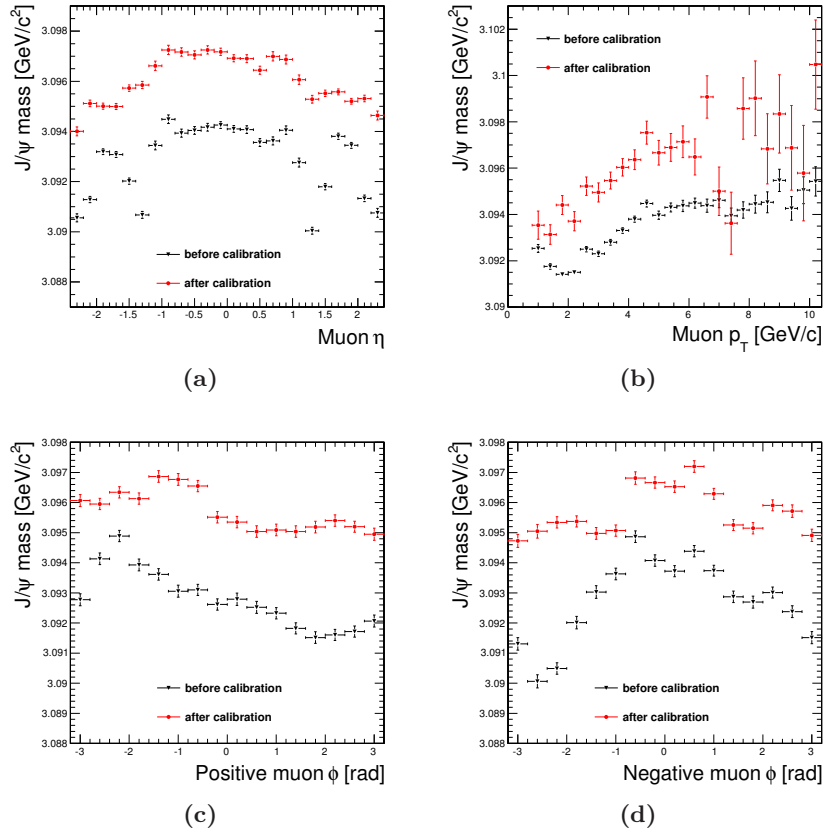 J/ψ mass [GeV/c²]
3.098
3.096
3.094
3.092
3.09
3.088
before calibration
after calibration
-2 -1.5 -1 -0.5 0 0.5 1 1.5 2
Muon η
(a)
J/ψ mass [GeV/c²]
3.102
3.1
3.098
3.096
3.094
3.092
3.09
before calibration
after calibration
0 2 4 6 8 10
Muon p_T [GeV/c]
(b)
J/ψ mass [GeV/c²]
3.098
3.097
3.096
3.095
3.094
3.093
3.092
3.091
3.09
3.089
3.088
before calibration
after calibration
-3 -2 -1 0 1 2 3
Positive muon ϕ [rad]
(c)
J/ψ mass [GeV/c²]
3.098
3.097
3.096
3.095
3.094
3.093
3.092
3.091
3.09
3.089
3.088
before calibration
after calibration
-3 -2 -1 0 1 2 3
Negative muon ϕ [rad]
(d)